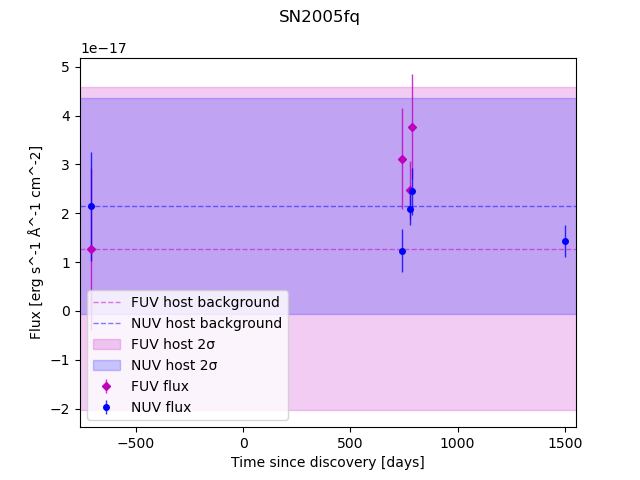 SN2005fq
1e−17
5
4
3
2
1
0
−1
−2
Flux [erg s^-1 Å^-1 cm^-2]
FUV host background
NUV host background
FUV host 2σ
NUV host 2σ
FUV flux
NUV flux
−500
0
500
1000
1500
Time since discovery [days]